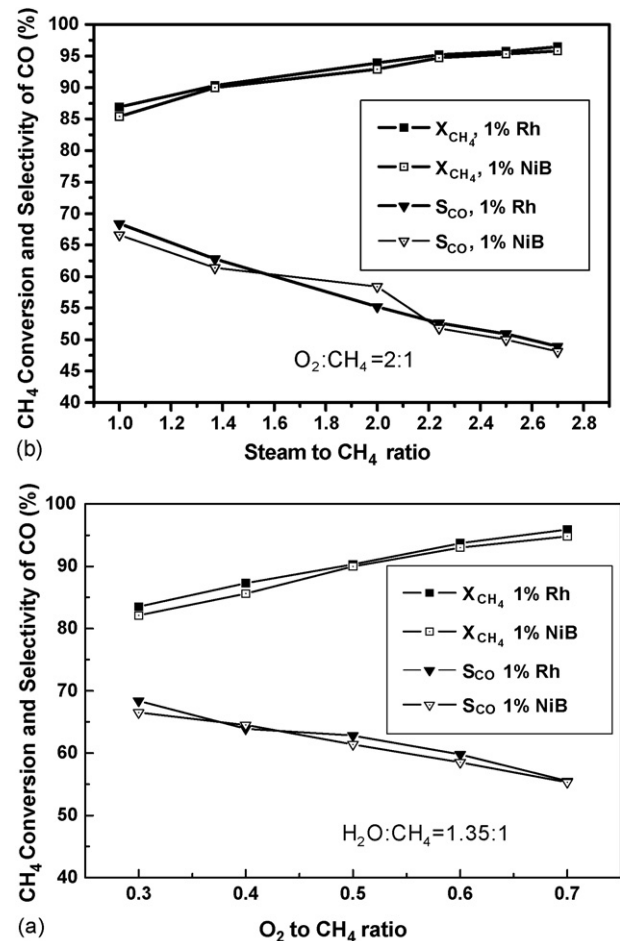 CH4 Conversion and Selectivity of CO (%)
100
95
90
85
80
75
70
65
60
55
50
45
40
XCH4, 1% Rh
XCH4, 1% NiB
SCO, 1% Rh
SCO, 1% NiB
O2:CH4=2:1
1.0 1.2 1.4 1.6 1.8 2.0 2.2 2.4 2.6 2.8
(b)
Steam to CH4 ratio
CH4 Conversion and Selectivity of CO (%)
100
90
80
70
60
50
40
XCH4 1% Rh
XCH4 1% NiB
SCO 1% Rh
SCO 1% NiB
H2O:CH4=1.35:1
0.3 0.4 0.5 0.6 0.7
(a)
O2 to CH4 ratio